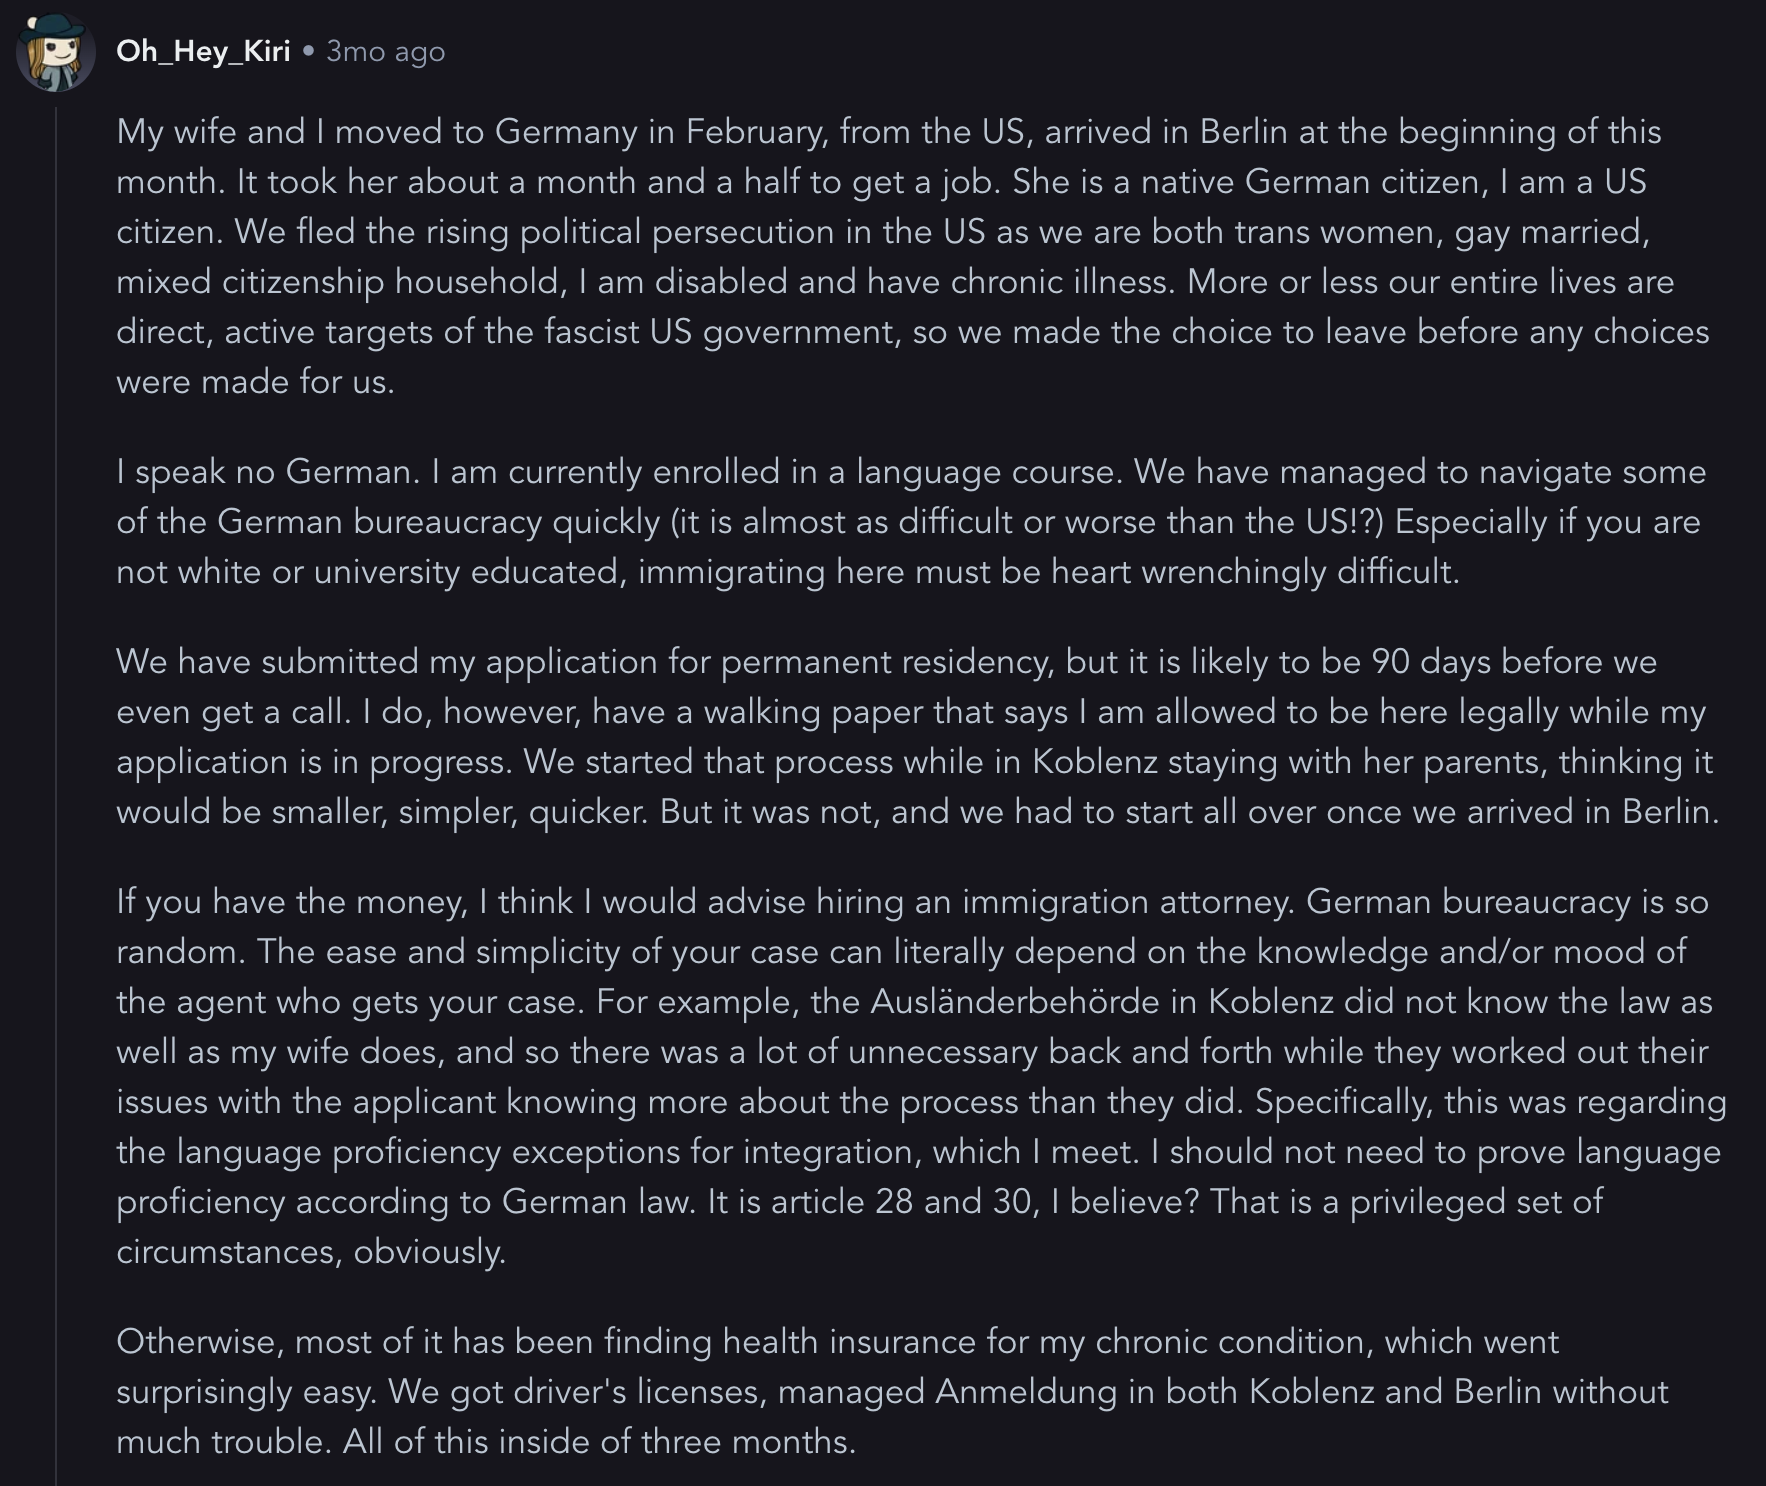 Oh_Hey_Kiri • 3mo ago
My wife and I moved to Germany in February, from the US, arrived in Berlin at the beginning of this
month. It took her about a month and a half to get a job. She is a native German citizen, I am a US
citizen. We fled the rising political persecution in the US as we are both trans women, gay married,
mixed citizenship household, I am disabled and have chronic illness. More or less our entire lives are
direct, active targets of the fascist US government, so we made the choice to leave before any choices
were made for us.
I speak no German. I am currently enrolled in a language course. We have managed to navigate some
of the German bureaucracy quickly (it is almost as difficult or worse than the US!?) Especially if you are
not white or university educated, immigrating here must be heart wrenchingly difficult.
We have submitted my application for permanent residency, but it is likely to be 90 days before we
even get a call. I do, however, have a walking paper that says I am allowed to be here legally while my
application is in progress. We started that process while in Koblenz staying with her parents, thinking it
would be smaller, simpler, quicker. But it was not, and we had to start all over once we arrived in Berlin.
If you have the money, I think I would advise hiring an immigration attorney. German bureaucracy is so
random. The ease and simplicity of your case can literally depend on the knowledge and/or mood of
the agent who gets your case. For example, the Ausländerbehörde in Koblenz did not know the law as
well as my wife does, and so there was a lot of unnecessary back and forth while they worked out their
issues with the applicant knowing more about the process than they did. Specifically, this was regarding
the language proficiency exceptions for integration, which I meet. I should not need to prove language
proficiency according to German law. It is article 28 and 30, I believe? That is a privileged set of
circumstances, obviously.
Otherwise, most of it has been finding health insurance for my chronic condition, which went
surprisingly easy. We got driver's licenses, managed Anmeldung in both Koblenz and Berlin without
much trouble. All of this inside of three months.